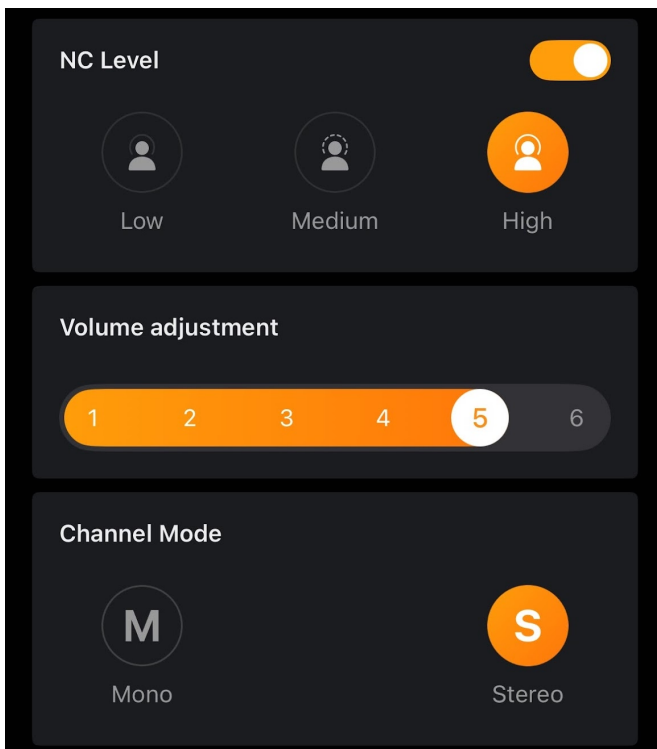 NC Level
Low Medium High
Volume adjustment
1 2 3 4 5 6
Channel Mode
M S
Mono Stereo